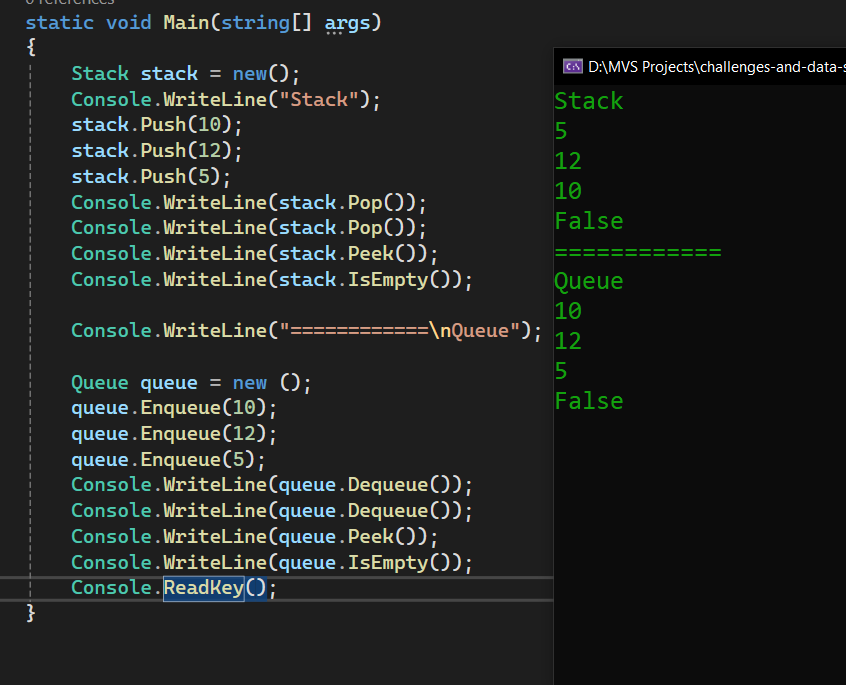 0 references
static void Main(string[] args)
{
Stack stack = new();
Console.WriteLine("Stack");
stack.Push(10);
stack.Push(12);
stack.Push(5);
Console.WriteLine(stack.Pop());
Console.WriteLine(stack.Pop());
Console.WriteLine(stack.Peek());
Console.WriteLine(stack.IsEmpty());
Console.WriteLine("============\nQueue");
Queue queue = new ();
queue.Enqueue(10);
queue.Enqueue(12);
queue.Enqueue(5);
Console.WriteLine(queue.Dequeue());
Console.WriteLine(queue.Dequeue());
Console.WriteLine(queue.Peek());
Console.WriteLine(queue.IsEmpty());
Console.ReadKey();
}
D:\MVS Projects\challenges-and-data-s
Stack
5
12
10
False
============
Queue
10
12
5
False